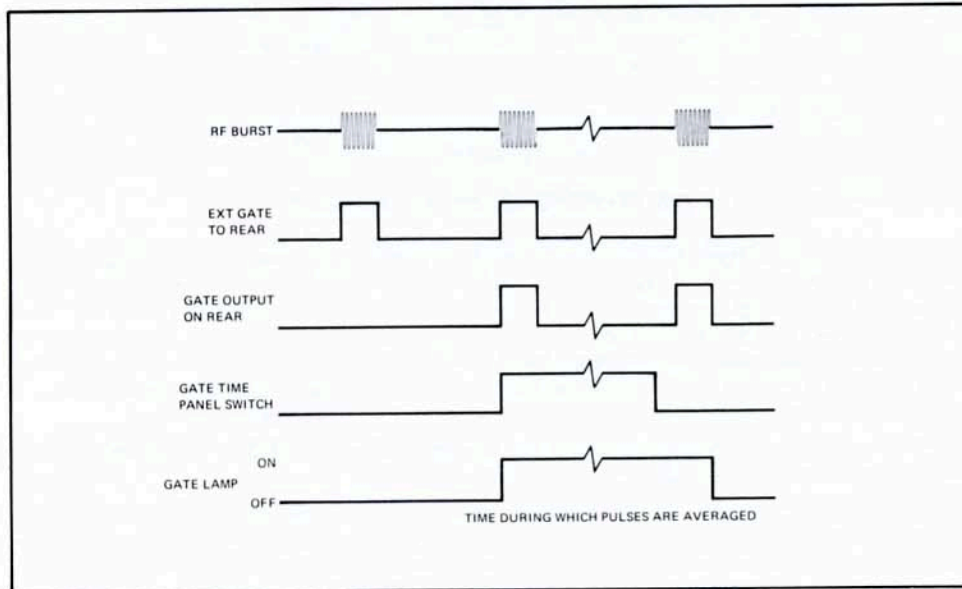 RF BURST
EXT GATE
TO REAR
GATE OUTPUT
ON REAR
GATE TIME
PANEL SWITCH
ON
GATE LAMP
OFF
TIME DURING WHICH PULSES ARE AVERAGED